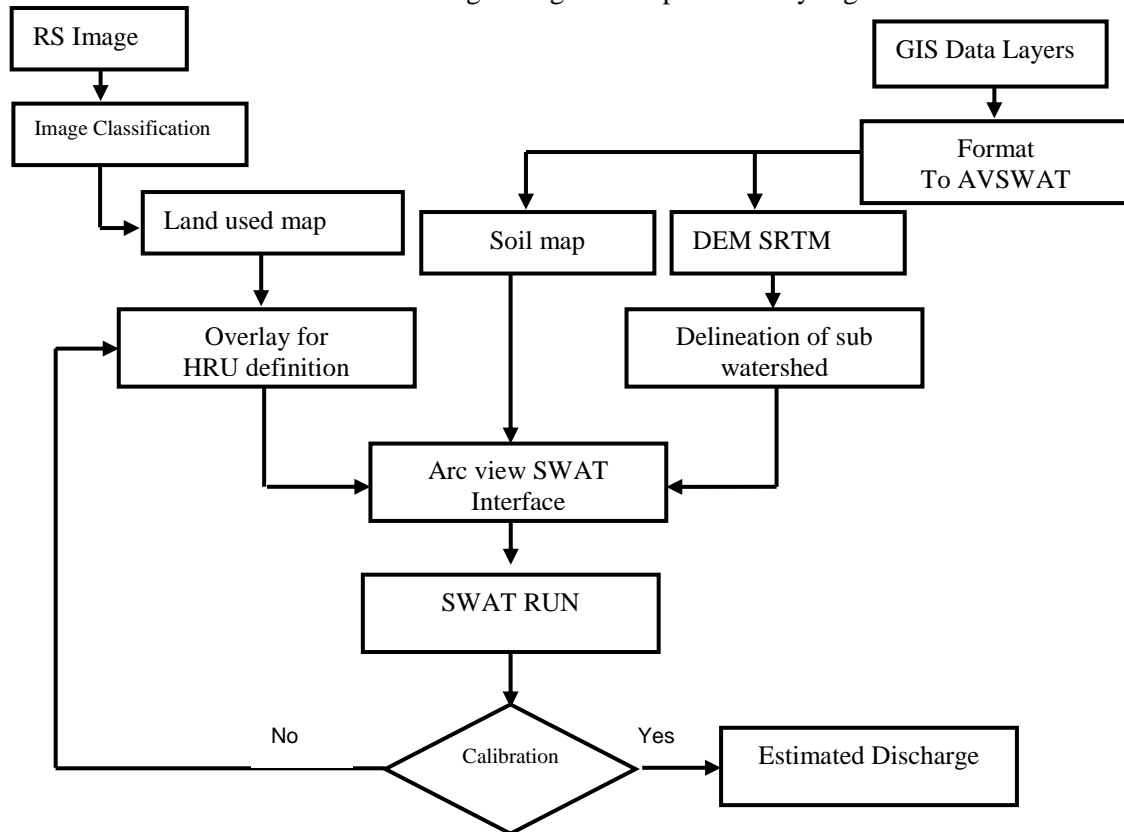 RS Image
GIS Data Layers
Image Classification
Format
To AVSWAT
Land used map
Soil map
DEM SRTM
Overlay for
HRU definition
Delineation of sub
watershed
Arc view SWAT
Interface
SWAT RUN
No
Calibration
Yes
Estimated Discharge